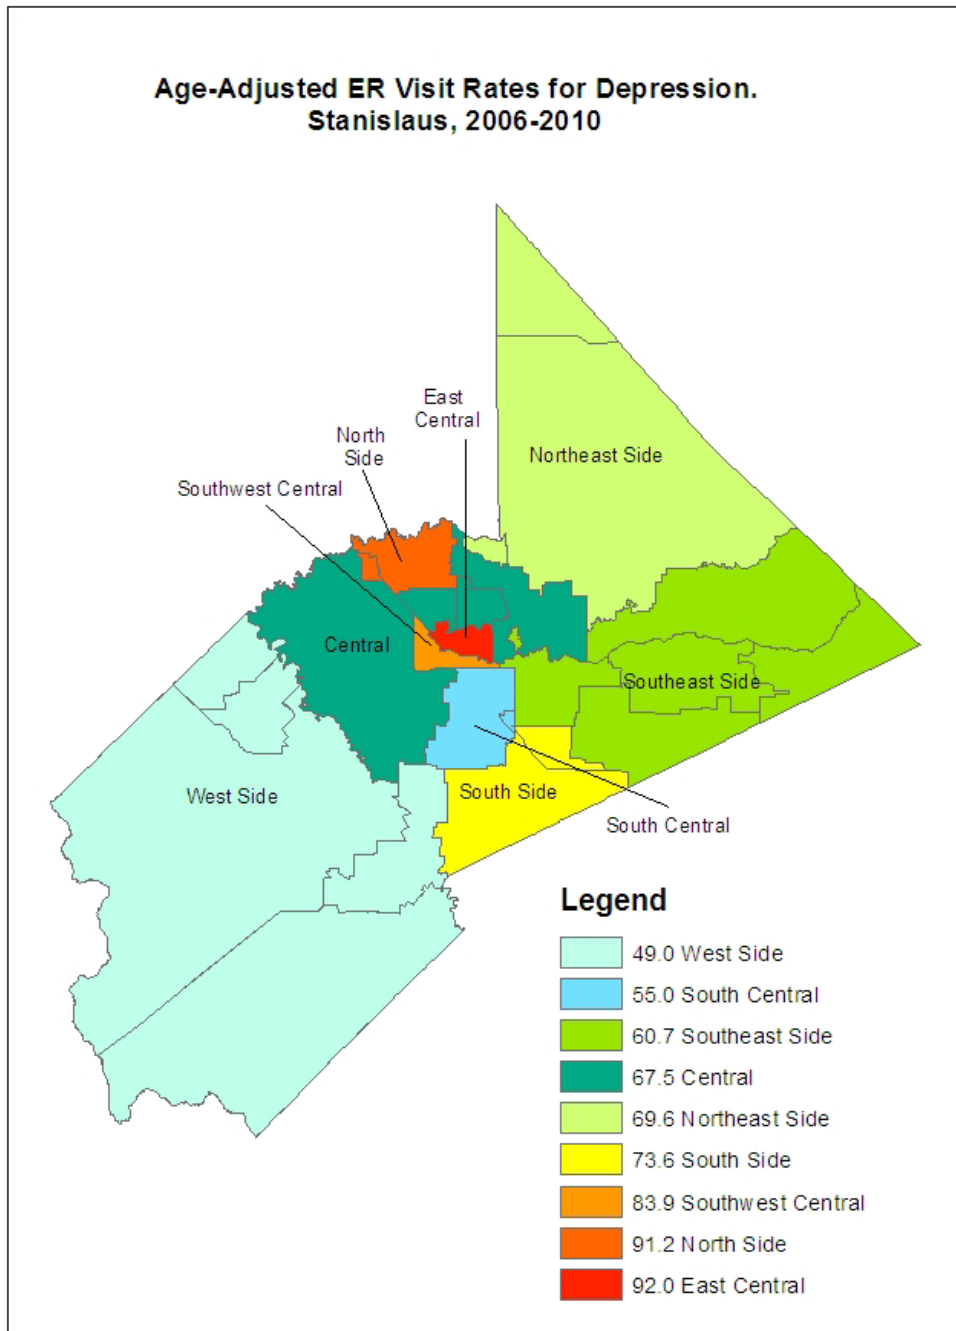 Age-Adjusted ER Visit Rates for Depression.
Stanislaus, 2006-2010
East
Central
North
Side
Northeast Side
Southwest Central
Central
Southeast Side
West Side
South Side
South Central
Legend
49.0 West Side
55.0 South Central
60.7 Southeast Side
67.5 Central
69.6 Northeast Side
73.6 South Side
83.9 Southwest Central
91.2 North Side
92.0 East Central